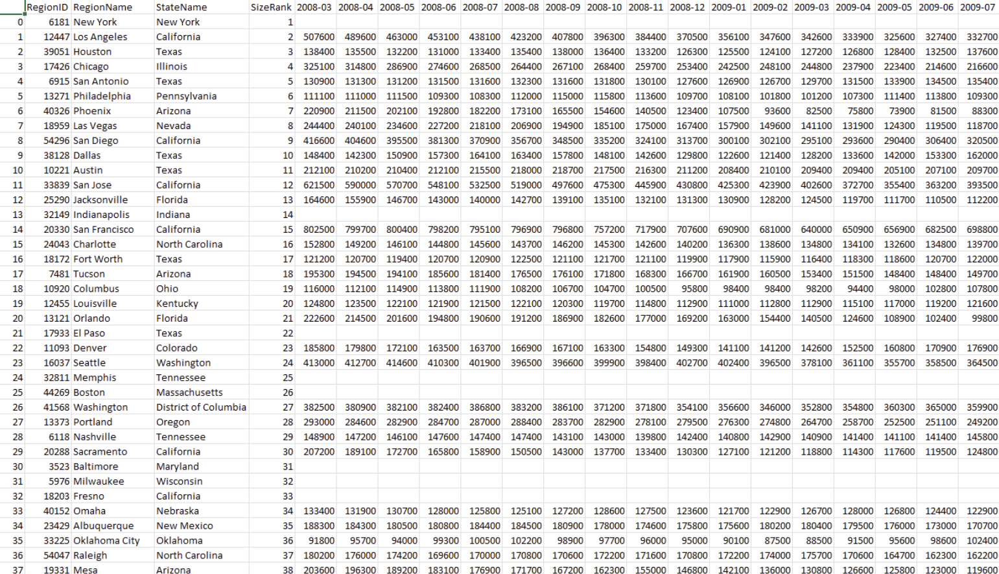 RegionID RegionName StateName SizeRank 2008-03 2008-04 2008-05 2008-06 2008-07 2008-08 2008-09 2008-10 2008-11 2008-12 2009-01 2009-02 2009-03 2009-04 2009-05 2009-06 2009-07
0 6181 New York New York 1
1 12447 Los Angeles California 2 507600 489600 463000 453100 438100 423200 407800 396300 384400 370500 356100 347600 342600 333900 325600 327400 332700
2 39051 Houston Texas 3 138400 135500 132200 131000 133400 135400 138000 136400 133200 126300 125500 124100 127200 126800 128400 132500 137600
3 17426 Chicago Illinois 4 325100 314800 286900 274600 268500 264400 267100 268400 259700 253400 242500 248100 244800 237900 223400 214600 216600
4 6915 San Antonio Texas 5 130900 131300 131200 131500 131600 132300 131600 131800 130100 127600 126900 126700 129700 131500 133900 134500 135400
5 13271 Philadelphia Pennsylvania 6 111100 111000 111500 109300 108300 112000 115000 115800 113600 109700 108100 101800 101200 107300 111400 113800 109300
6 40326 Phoenix Arizona 7 220900 211500 202100 192800 182200 173100 165500 154600 140500 123400 107500 93600 82500 75800 73900 81500 88300
7 18959 Las Vegas Nevada 8 244400 240100 234600 227200 218100 206900 194900 185100 175000 167400 157900 149600 141100 131900 124300 119500 118700
8 54296 San Diego California 9 416600 404600 395500 381300 370900 356700 348500 335200 324100 313700 300100 302100 295100 293600 290400 306400 320500
9 38128 Dallas Texas 10 148400 142300 150900 157300 164100 163400 157800 148100 142600 129800 122600 121400 128200 133600 142000 153300 162000
10 10221 Austin Texas 11 212100 210200 210400 212100 215500 218000 218700 217500 216300 211200 208400 210100 209400 209400 205100 207100 209700
11 33839 San Jose California 12 621500 590000 570700 548100 532500 519000 497600 475300 445900 430800 425300 423900 402600 372700 355400 363200 393500
12 25290 Jacksonville Florida 13 164600 155900 146700 143000 140000 142700 139100 135100 132100 131300 130900 128200 124500 119700 111700 110500 112200
13 32149 Indianapolis Indiana 14
14 20330 San Francisco California 15 802500 799700 800400 798200 795100 796900 796800 757200 717900 707600 690900 681000 640000 650900 656900 682500 698800
15 24043 Charlotte North Carolina 16 152800 149200 146100 144800 145600 143700 146200 145300 142600 140200 136300 138600 134800 134100 132600 134800 139700
16 18172 Fort Worth Texas 17 121200 120700 119400 120700 120900 122500 121100 121700 121100 119900 117900 115900 116400 118300 118600 120700 122000
17 7481 Tucson Arizona 18 195300 194500 194100 185600 181400 176500 176100 171800 168300 166700 161900 160500 153400 151500 148400 148400 149700
18 10920 Columbus Ohio 19 116000 112100 114900 113800 111900 108200 106700 104700 100500 95800 98400 98400 98200 94400 98000 102800 107800
19 12455 Louisville Kentucky 20 124800 123500 122100 121900 121500 122100 120300 119700 114800 112900 111000 112800 112900 115100 117000 119200 121600
20 13121 Orlando Florida 21 222600 214500 201600 194800 190600 191200 186900 182600 177000 169200 163000 154400 140500 124600 108900 102400 99800
21 17933 El Paso Texas 22
22 11093 Denver Colorado 23 185800 179800 172100 163500 163700 166900 167100 163300 154800 149300 141100 141200 142600 152500 160800 170900 176900
23 16037 Seattle Washington 24 413000 412700 414600 410300 401900 396500 396600 399900 398400 402700 402400 396500 378100 361100 355700 358500 364500
24 32811 Memphis Tennessee 25
25 44269 Boston Massachusetts 26
26 41568 Washington District of Columbia 27 382500 380900 382100 382400 386800 383200 386100 371200 371800 354100 356600 346000 352800 354800 360300 365000 359900
27 13373 Portland Oregon 28 293000 284600 282900 284700 287000 288400 283700 282900 278100 279500 276300 274800 264700 258700 252500 251100 249200
28 6118 Nashville Tennessee 29 148900 147200 146100 147600 147400 147400 143100 143000 139800 142400 140800 142900 140900 141400 141100 141400 145800
29 20288 Sacramento California 30 207200 189100 172700 165800 158900 150500 143000 137700 133400 130300 127100 121200 118800 114300 117600 119500 124800
30 3523 Baltimore Maryland 31
31 5976 Milwaukee Wisconsin 32
32 18203 Fresno California 33
33 40152 Omaha Nebraska 34 133400 131900 130700 128000 125800 125100 127200 128600 127500 123600 121700 122900 126700 128000 126800 124400 122900
34 23429 Albuquerque New Mexico 35 188300 184300 180500 180800 184400 184500 180900 178000 174600 175800 175600 180200 180400 179500 176000 173000 170700
35 33225 Oklahoma City Oklahoma 36 91800 95700 94000 99300 100500 102200 98900 97700 96000 95000 90100 87500 88500 91500 95600 98600 102400
36 54047 Raleigh North Carolina 37 180200 176000 174200 169600 170000 170800 170600 172200 171600 170800 172200 174000 175700 170600 164700 162300 162200
37 19331 Mesa Arizona 38 203600 196300 189200 183100 176900 171700 167200 162300 155000 146800 142100 136000 130800 126600 125800 123000 119600